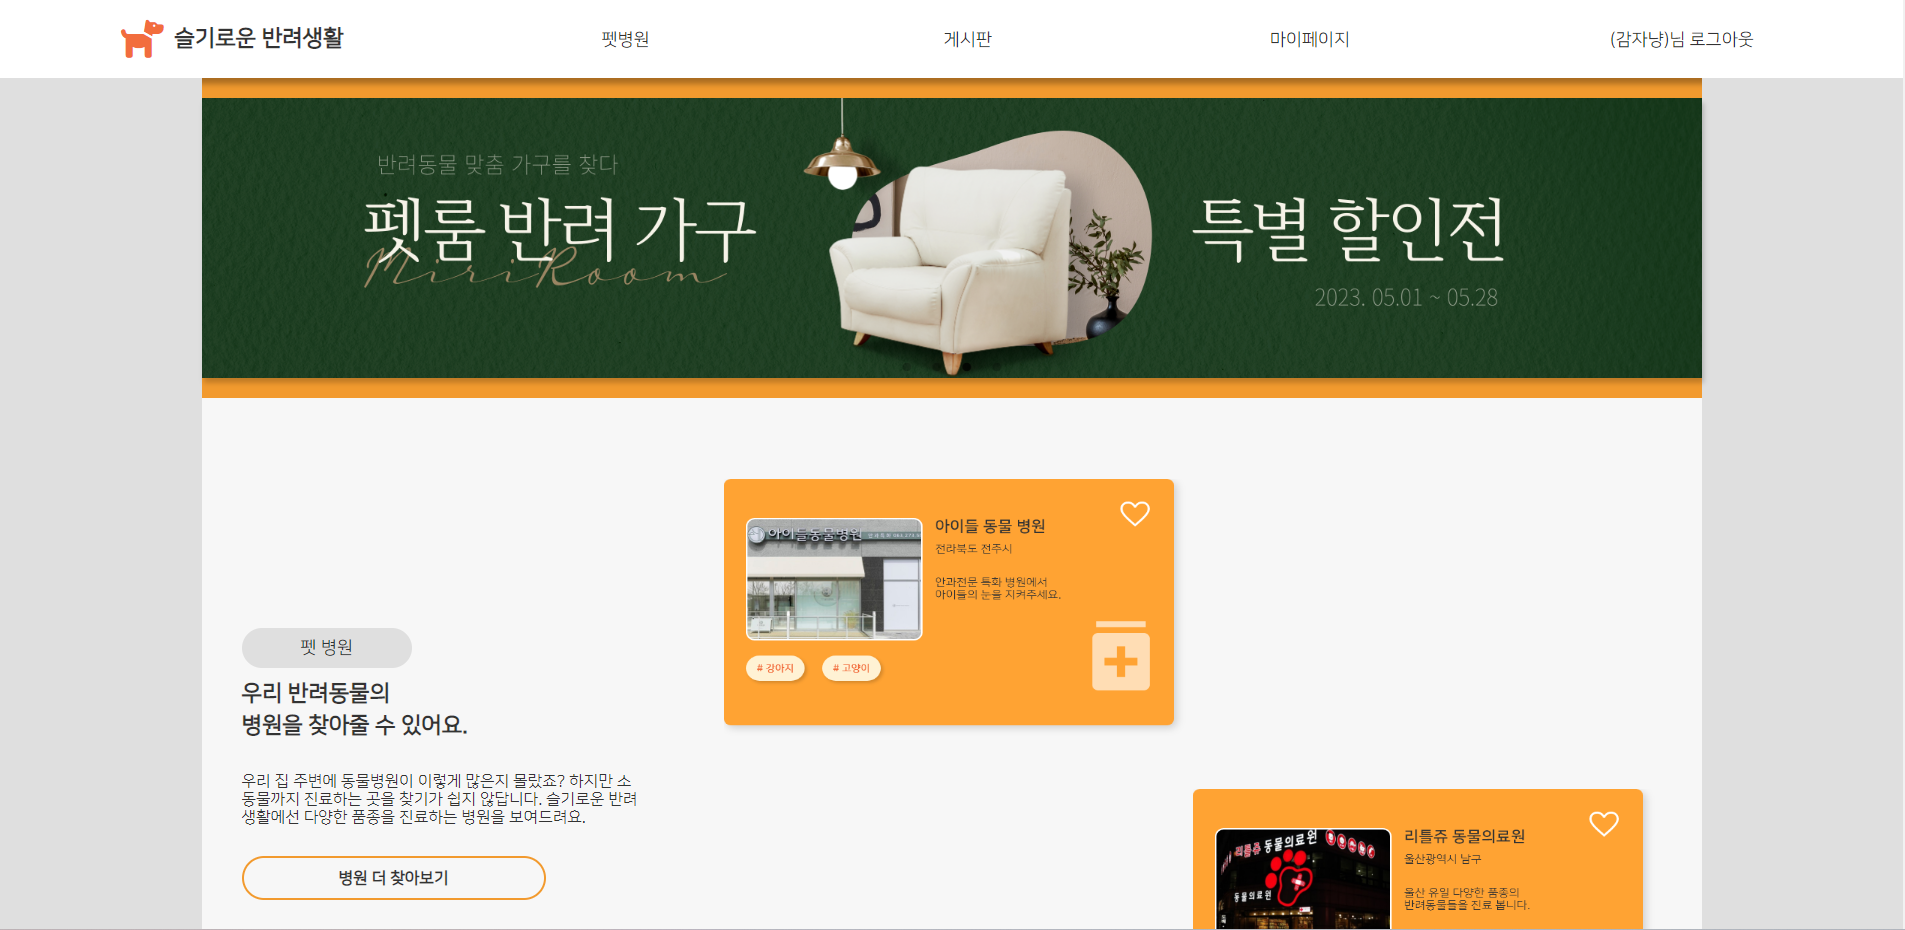 슬기로운 반려생활
펫병원
게시판
마이페이지
(감자냥)님 로그아웃
반려동물 맞춤 가구를 찾다
펫룸 반려 가구
MiriRoom
특별 할인전
2023. 05.01 ~ 05.28
아이들동물병원
아이들 동물 병원
전라북도 전주시
안과전문 특화 병원에서
아이들의 눈을 지켜주세요.
# 강아지
# 고양이
펫 병원
우리 반려동물의
병원을 찾아줄 수 있어요.
우리 집 주변에 동물병원이 이렇게 많은지 몰랐죠? 하지만 소
동물까지 진료하는 곳을 찾기가 쉽지 않답니다. 슬기로운 반려
생활에선 다양한 품종을 진료하는 병원을 보여드려요.
병원 더 찾아보기
리틀쥬 동물의료원
동물의료원
리틀쥬 동물의료원
울산광역시 남구
울산 유일 다양한 품종의
반려동물들을 진료 봅니다.